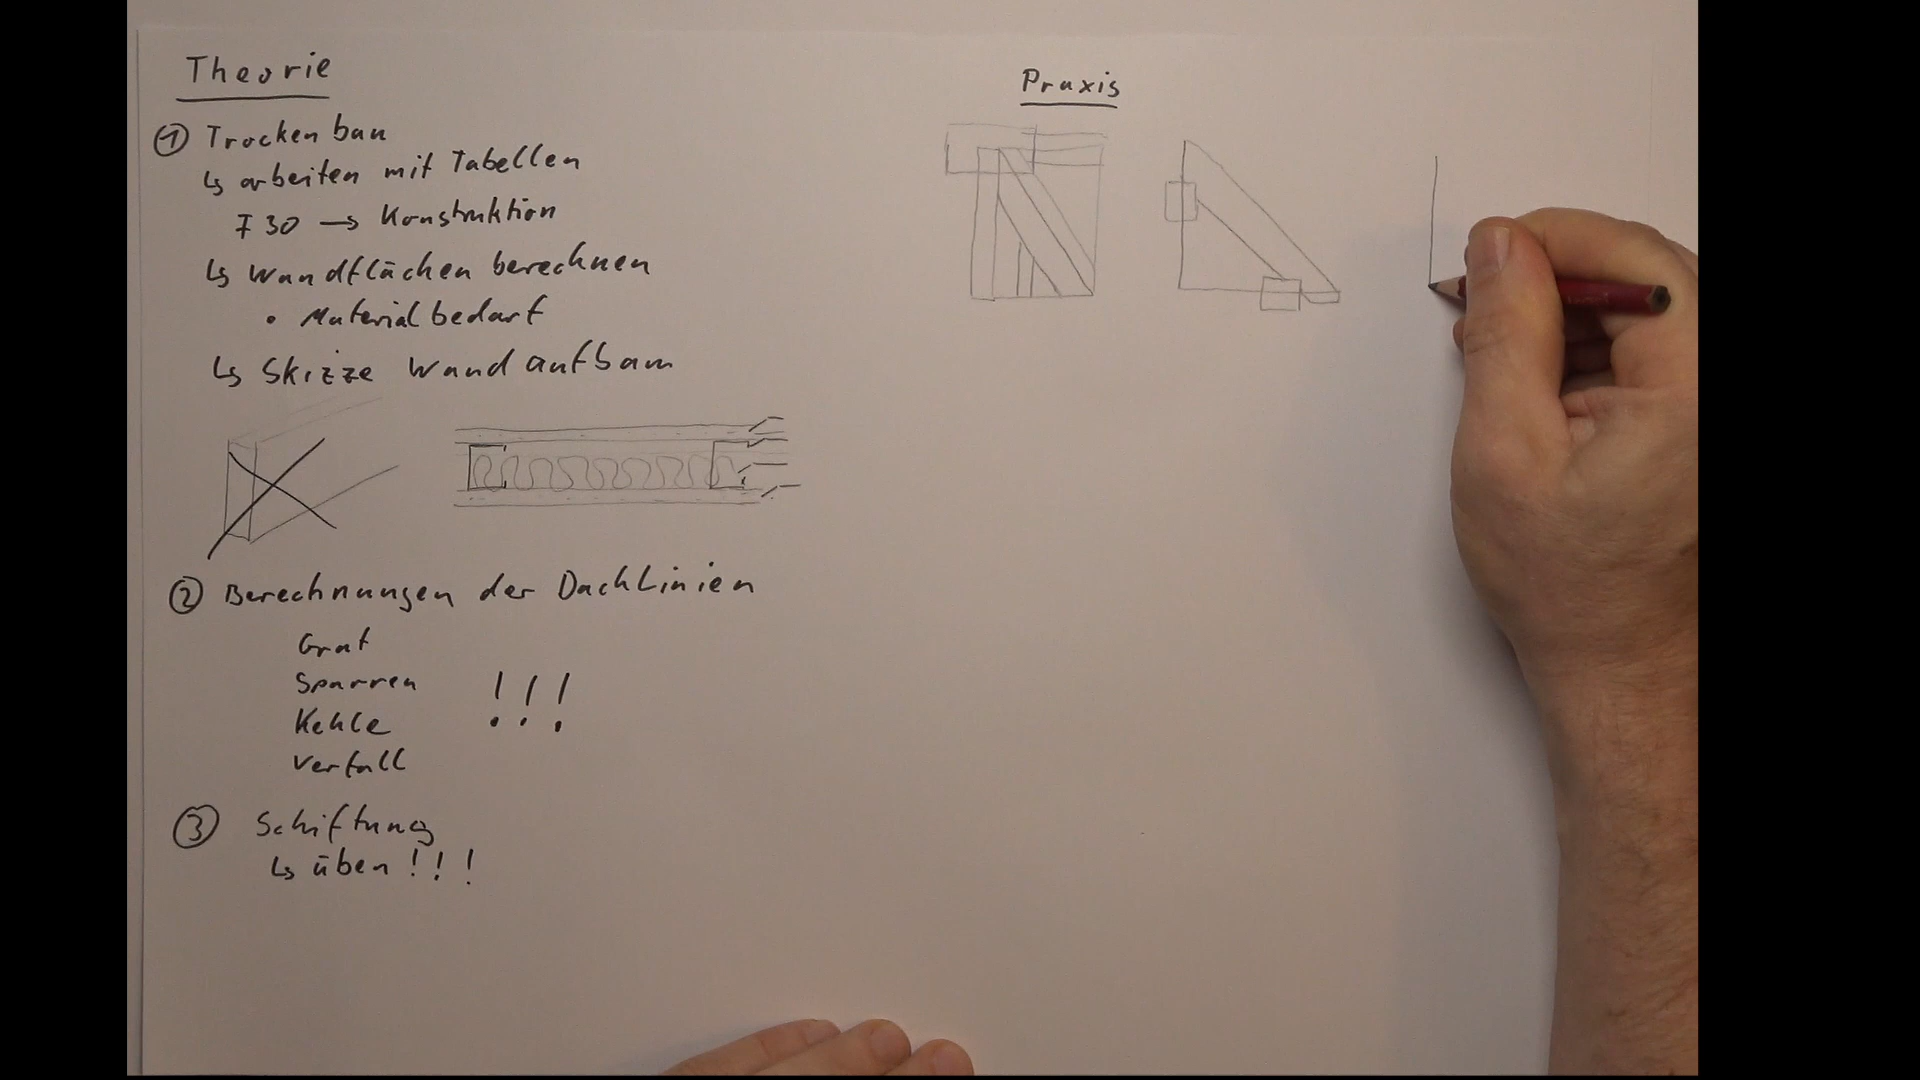 Theorie
① Trockenbau
↳ arbeiten mit Tabellen
F30 → Konstruktion
↳ Wandflächen berechnen
• Materialbedarf
↳ Skizze Wandaufbau
② Berechnungen der Dachlinien
Grat
Sparren
Kehle
Verfall
!!!
③ Schiftung
↳ üben!!!
Praxis